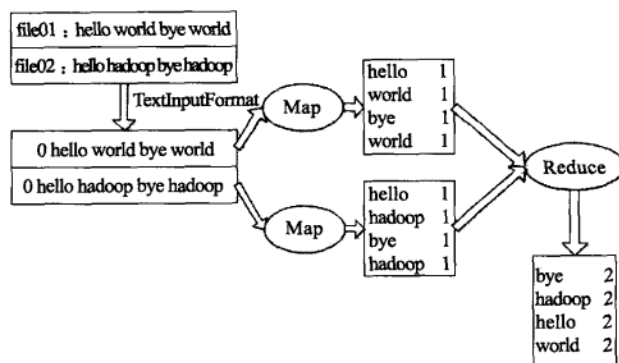 file01 : hello world bye world
file02 : hello hadoop bye hadoop
TextInputFormat
0 hello world bye world
0 hello hadoop bye hadoop
Map
hello 1
world 1
bye 1
world 1
Map
hello 1
hadoop 1
bye 1
hadoop 1
Reduce
bye 2
hadoop 2
hello 2
world 2